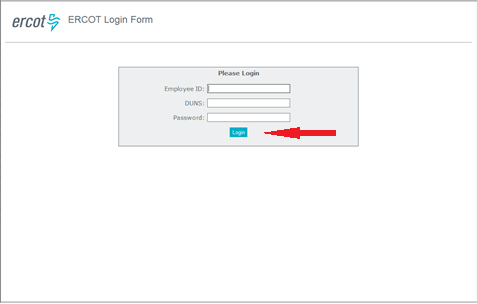 ercot ERCOT Login Form
Please Login
Employee ID:
DUNS:
Password:
Login